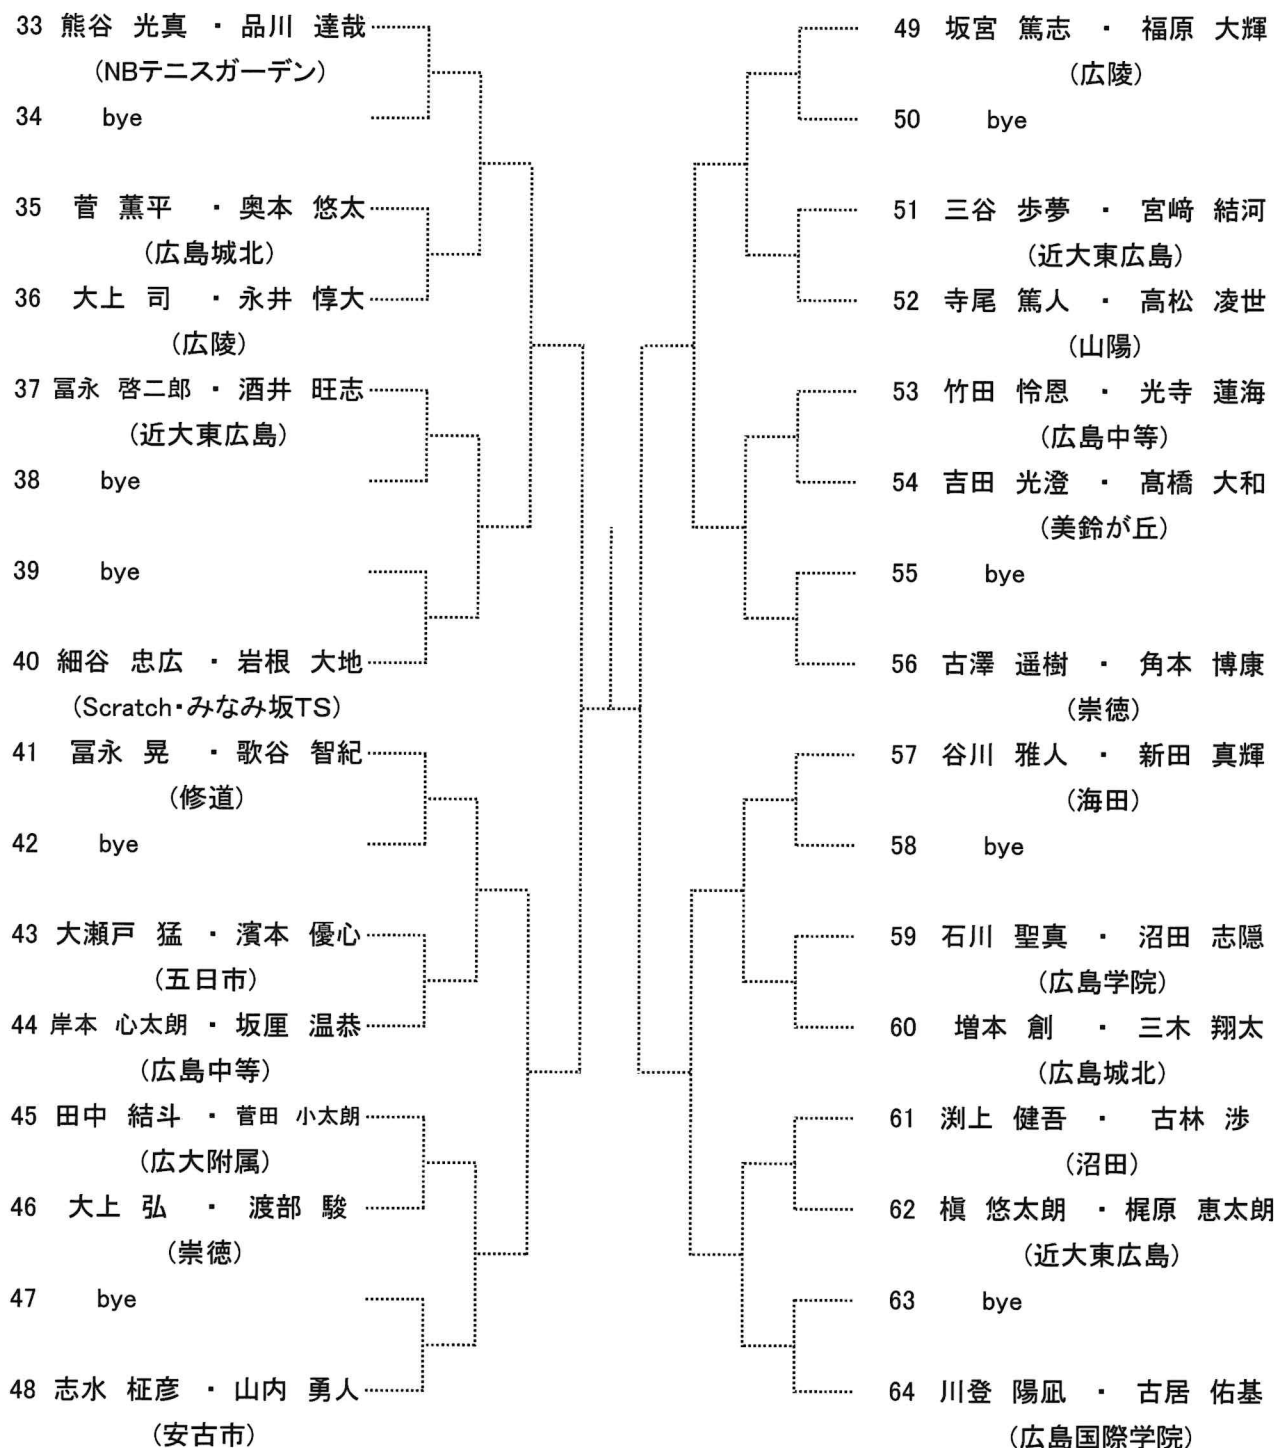 33 熊谷 光真 ・ 品川 達哉
(NBテニスガーデン)
34 bye
35 菅 薫平 ・ 奥本 悠太
(広島城北)
36 大上 司 ・ 永井 惇大
(広陵)
37 冨永 啓二郎 ・ 酒井 旺志
(近大東広島)
38 bye
39 bye
40 細谷 忠広 ・ 岩根 大地
(Scratch・みなみ坂TS)
41 冨永 晃 ・ 歌谷 智紀
(修道)
42 bye
43 大瀬戸 猛 ・ 濱本 優心
(五日市)
44 岸本 心太朗 ・ 坂厘 温恭
(広島中等)
45 田中 結斗 ・ 菅田 小太朗
(広大附属)
46 大上 弘 ・ 渡部 駿
(崇徳)
47 bye
48 志水 柾彦 ・ 山内 勇人
(安古市)
49 坂宮 篤志 ・ 福原 大輝
(広陵)
50 bye
51 三谷 歩夢 ・ 宮﨑 結河
(近大東広島)
52 寺尾 篤人 ・ 高松 凌世
(山陽)
53 竹田 怜恩 ・ 光寺 蓮海
(広島中等)
54 吉田 光澄 ・ 髙橋 大和
(美鈴が丘)
55 bye
56 古澤 遥樹 ・ 角本 博康
(崇徳)
57 谷川 雅人 ・ 新田 真輝
(海田)
58 bye
59 石川 聖真 ・ 沼田 志隠
(広島学院)
60 増本 創 ・ 三木 翔太
(広島城北)
61 渕上 健吾 ・ 古林 渉
(沼田)
62 槇 悠太朗 ・ 梶原 恵太朗
(近大東広島)
63 bye
64 川登 陽凪 ・ 古居 佑基
(広島国際学院)